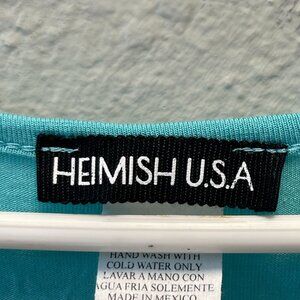 HEIMISH U.S.A
HAND WASH WITH
COLD WATER ONLY
LAVAR A MANO CON
AGUA FRIA SOLEMENTE
MADE IN MEXICO